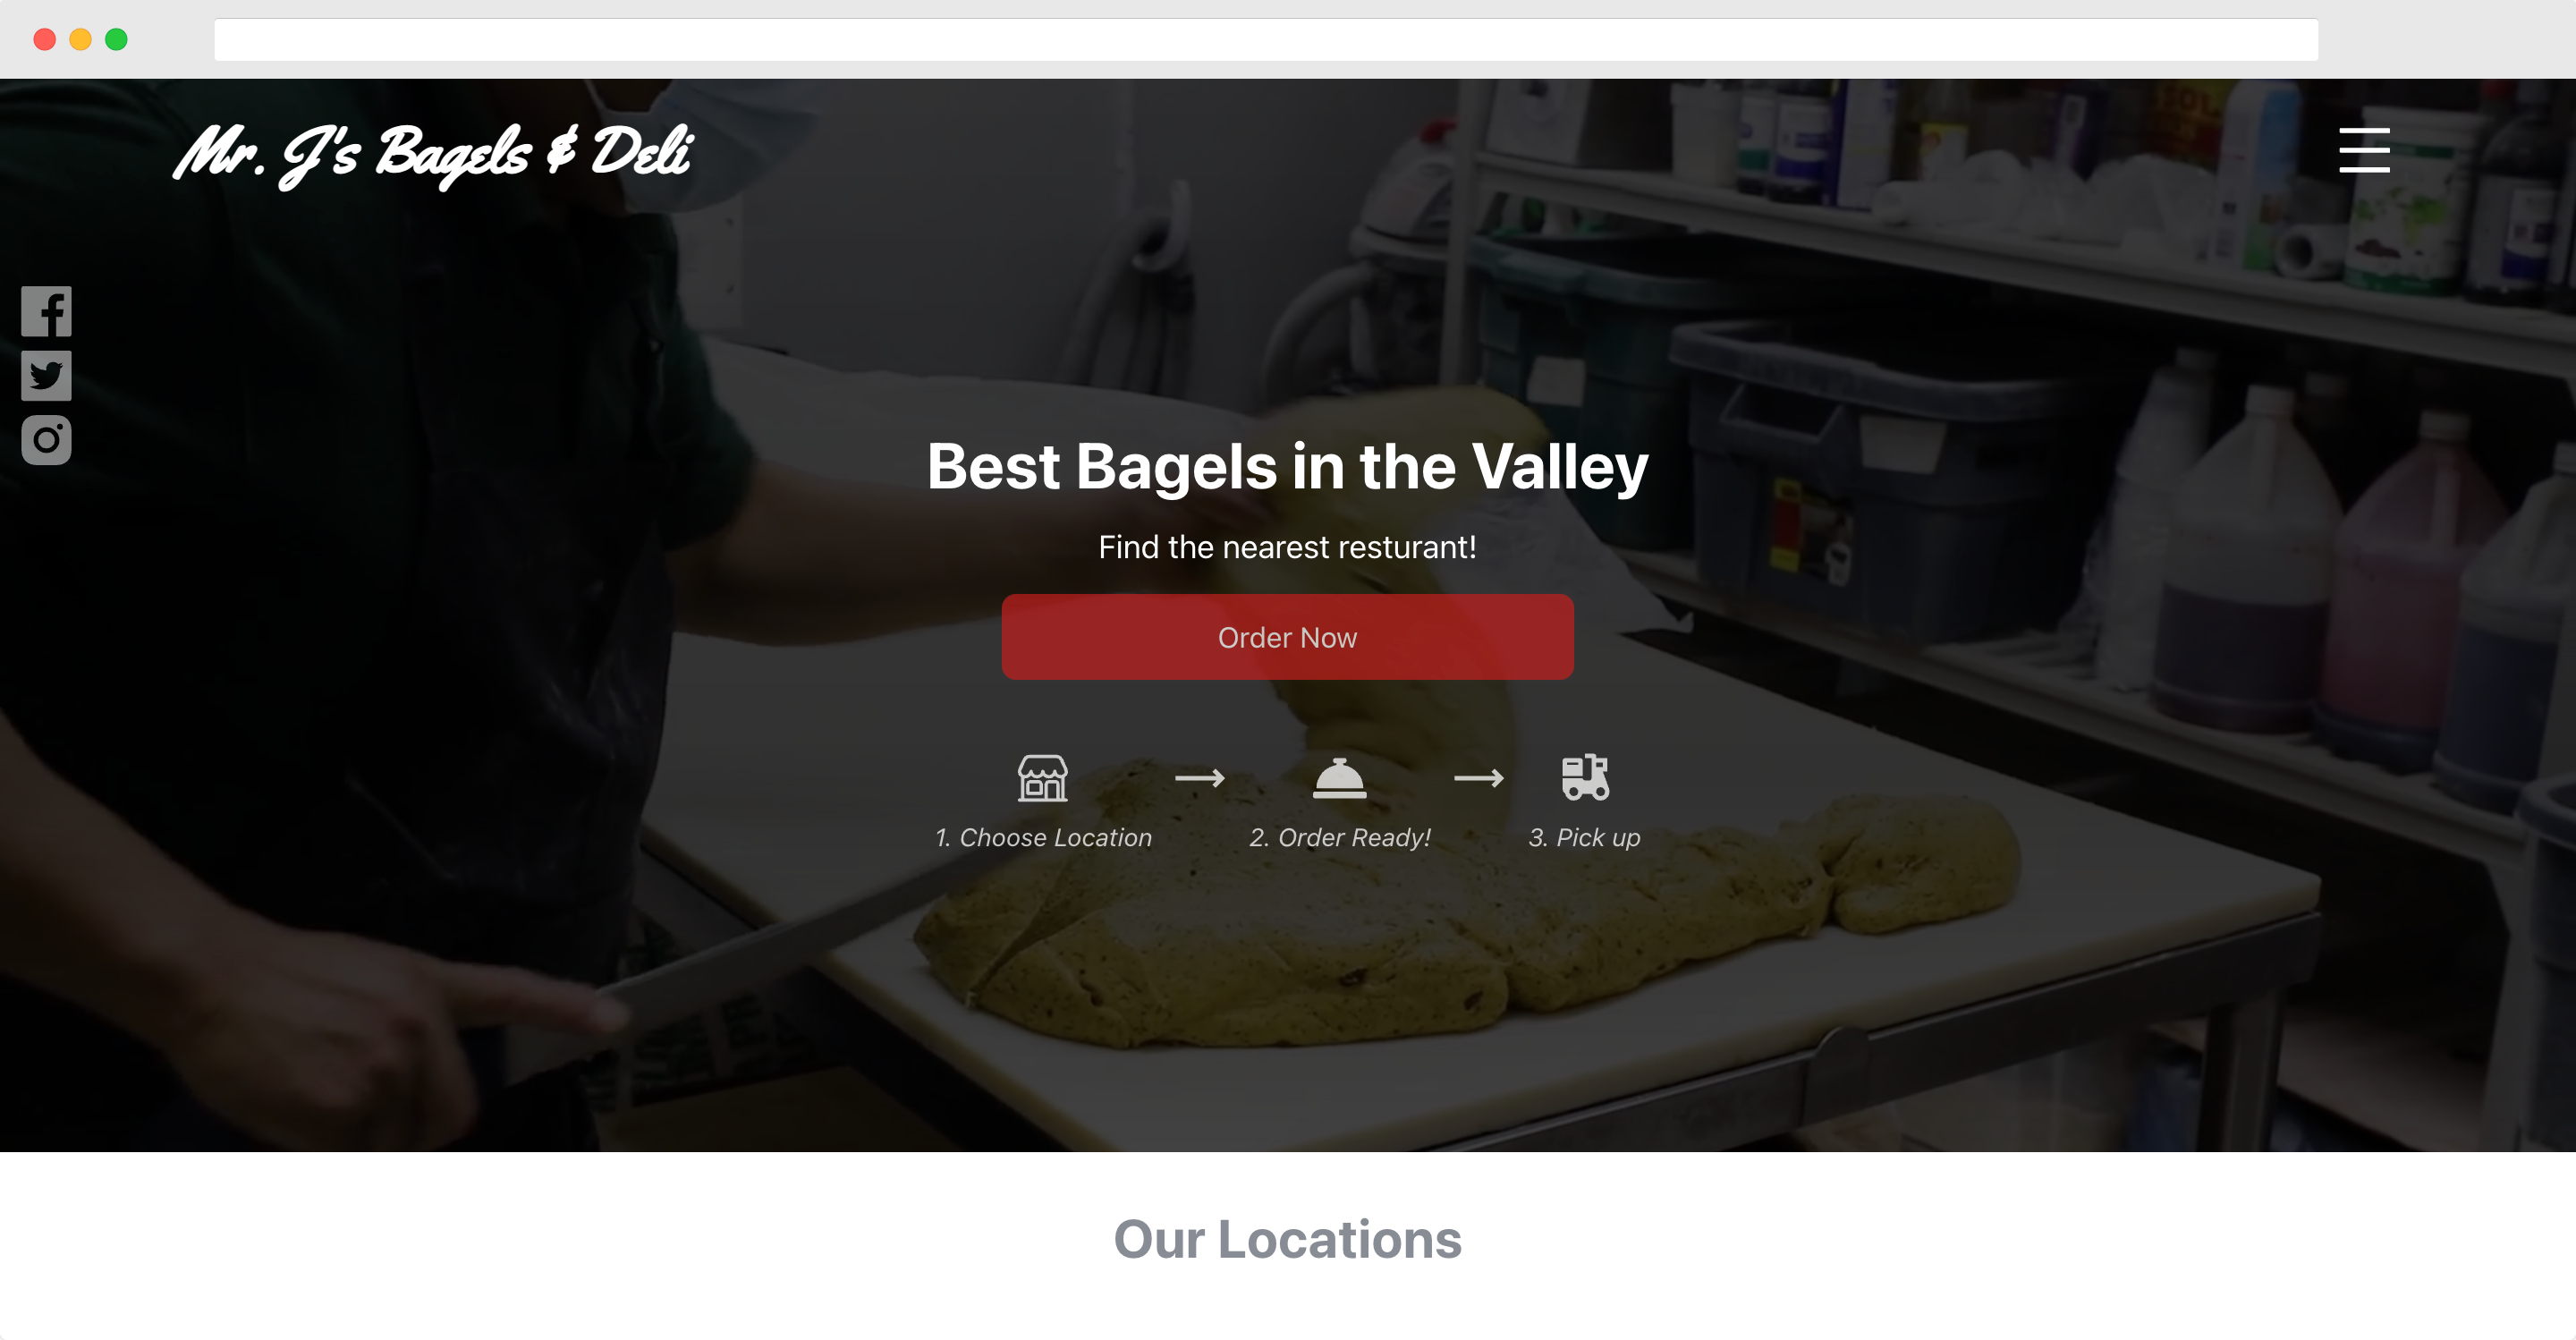 Mr. J's Bagels & Deli
Best Bagels in the Valley
Find the nearest resturant!
Order Now
1. Choose Location
2. Order Ready!
3. Pick up
Our Locations